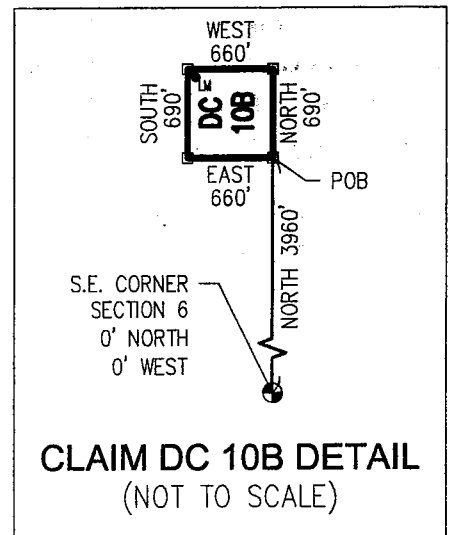 WEST
660'
SOUTH
690'
LM
DC
10B
NORTH
690'
EAST
660'
POB
NORTH 3960'
S.E. CORNER
SECTION 6
0' NORTH
0' WEST
CLAIM DC 10B DETAIL
(NOT TO SCALE)